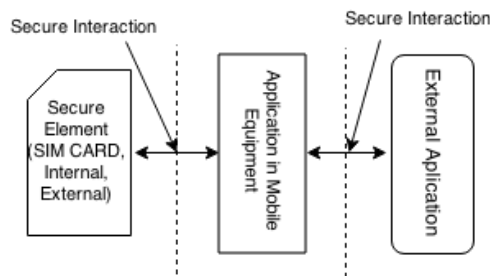 Secure Interaction
Secure Interaction
Secure
Element
(SIM CARD,
Internal,
External)
Application in Mobile
Equipment
External Aplication